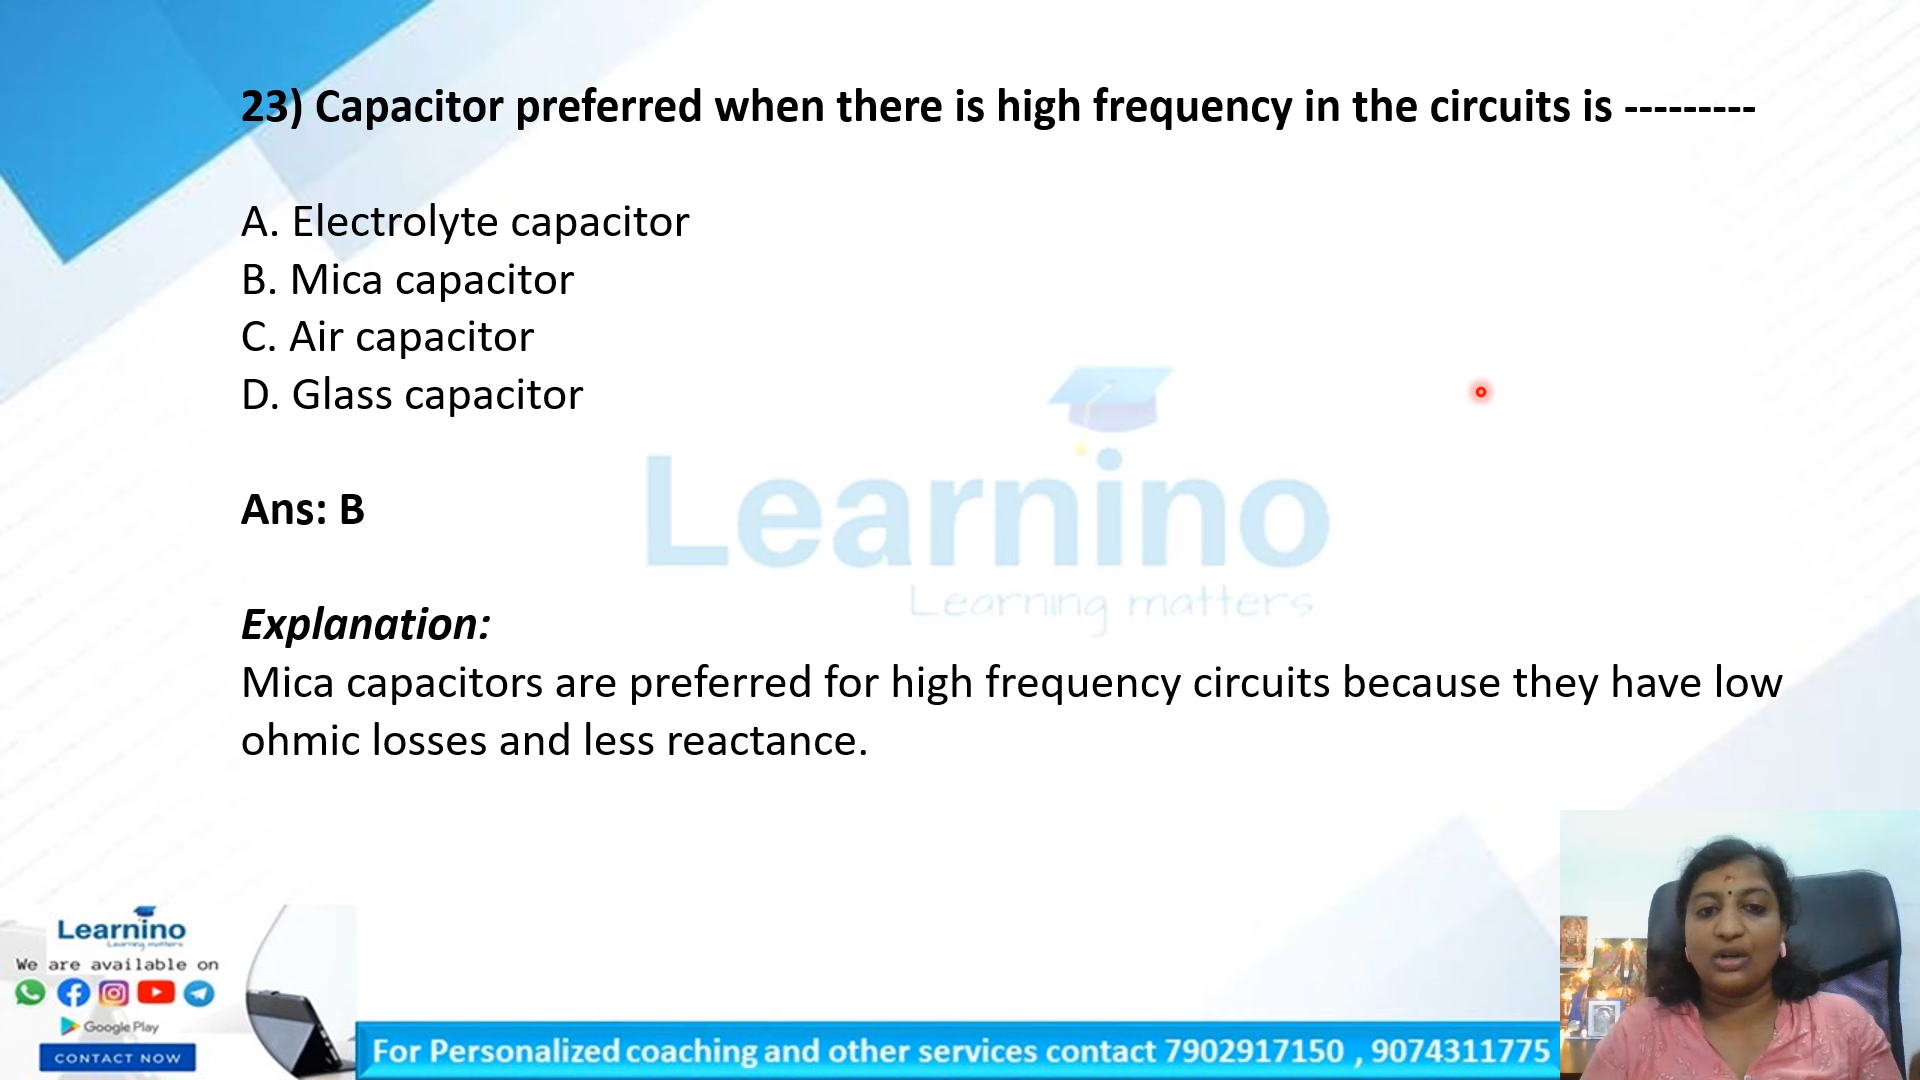 23) Capacitor preferred when there is high frequency in the circuits is ---------
A. Electrolyte capacitor
B. Mica capacitor
C. Air capacitor
D. Glass capacitor
Ans: B
Learnino
Learning matters
Explanation:
Mica capacitors are preferred for high frequency circuits because they have low
ohmic losses and less reactance.
Learnino
Learning matters
We are available on
Google Play
CONTACT NOW
For Personalized coaching and other services contact 7902917150 , 9074311775